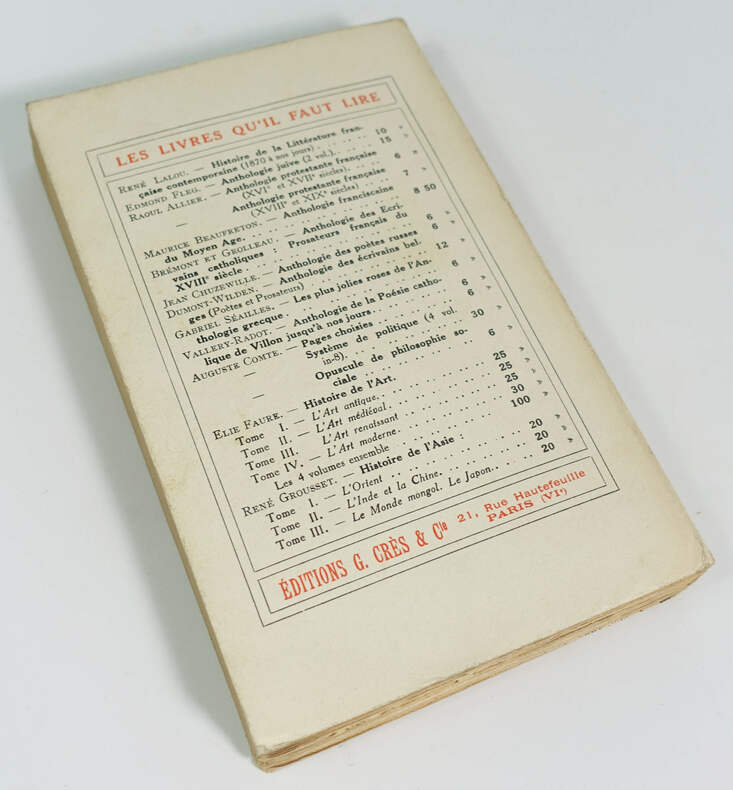 LES LIVRES QU'IL FAUT LIRE
RENÉ LALOU. — Histoire de la Littérature fran-
çaise contemporaine (1870 à nos jours) . . . . . . 10 »
EDMOND FLEG. — Anthologie juive (2 vol.). . . . . . 15 »
RAOUL ALLIER. — Anthologie protestante française
(XVIe et XVIIe siècles). . . . 6 »
— Anthologie protestante française
(XVIIIe et XIXe siècles) . . . 7 »
MAURICE BEAUFRETON. — Anthologie franciscaine
du Moyen Age. . . . . . . . . . . . . . . 8 50
BRÉMONT ET GROLLEAU. — Anthologie des Ecri-
vains catholiques : Prosateurs français du
XVIIIe siècle . . . . . . . . . . . . . . . 6 »
JEAN CHUZEWILLE. — Anthologie des poètes russes 6 »
DUMONT-WILDEN. — Anthologie des écrivains bel-
ges (Poètes et Prosateurs) . . . . . . . . . . 12 »
GABRIEL SÉAILLES. — Les plus jolies roses de l'An-
thologie grecque . . . . . . . . . . . . . . 6 »
VALLERY-RADOT. — Anthologie de la Poésie catho-
lique de Villon jusqu'à nos jours. . . . . . . 6 »
AUGUSTE COMTE. — Pages choisies . . . . . . . . 6 »
— Système de politique (4 vol.
in-8). . . . . . . . . . . . 30 »
— Opuscule de philosophie so-
ciale . . . . . . . . . . . 6 »
ELIE FAURE. — Histoire de l'Art.
Tome I. — L'Art antique. . . . . . . . . . 25 »
Tome II. — L'Art médiéval. . . . . . . . . 25 »
Tome III. — L'Art renaissant . . . . . . . . 25 »
Tome IV. — L'Art moderne. . . . . . . . . 30 »
Les 4 volumes ensemble . . . . . . . . . . 100 »
RENÉ GROUSSET. — Histoire de l'Asie :
Tome I. — L'Orient . . . . . . . . . . . . 20 »
Tome II. — L'Inde et la Chine. . . . . . . . 20 »
Tome III. — Le Monde mongol. Le Japon. . . . . 20 »
ÉDITIONS G. CRÈS & Cie 21, Rue Hautefeuille
PARIS (VIe)